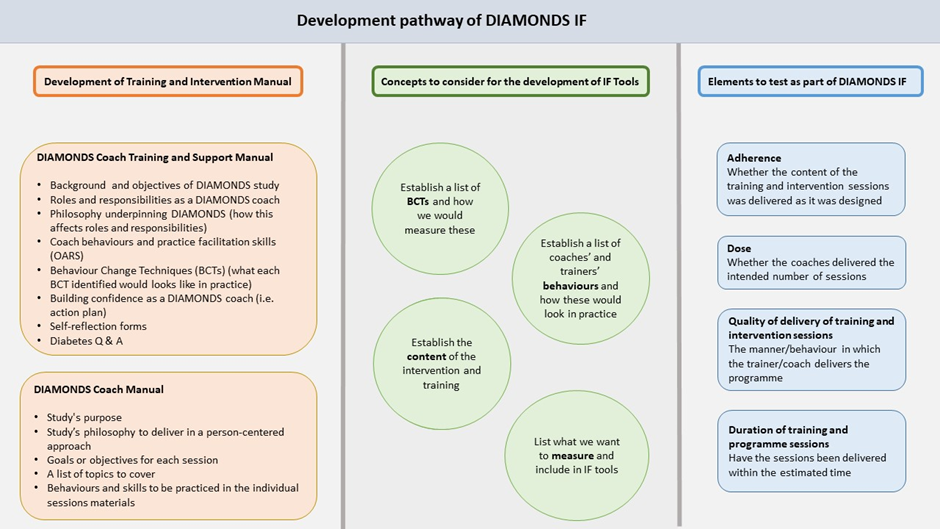 Development pathway of DIAMONDS IF
Development of Training and Intervention Manual
DIAMONDS Coach Training and Support Manual
• Background and objectives of DIAMONDS study
• Roles and responsibilities as a DIAMONDS coach
• Philosophy underpinning DIAMONDS (how this
affects roles and responsibilities)
• Coach behaviours and practice facilitation skills
(OARS)
• Behaviour Change Techniques (BCTs) (what each
BCT identified would looks like in practice)
• Building confidence as a DIAMONDS coach (i.e.
action plan)
• Self-reflection forms
• Diabetes Q & A
DIAMONDS Coach Manual
• Study's purpose
• Study's philosophy to deliver in a person-centered
approach
• Goals or objectives for each session
• A list of topics to cover
• Behaviours and skills to be practiced in the individual
sessions materials
Concepts to consider for the development of IF Tools
Establish a list of
BCTs and how
we would
measure these
Establish a list of
coaches' and
trainers'
behaviours and
how these would
look in practice
Establish the
content of the
intervention and
training
List what we want
to measure and
include in IF tools
Elements to test as part of DIAMONDS IF
Adherence
Whether the content of the
training and intervention sessions
was delivered as it was designed
Dose
Whether the coaches delivered the
intended number of sessions
Quality of delivery of training and
intervention sessions
The manner/behaviour in which
the trainer/coach delivers the
programme
Duration of training and
programme sessions
Have the sessions been delivered
within the estimated time